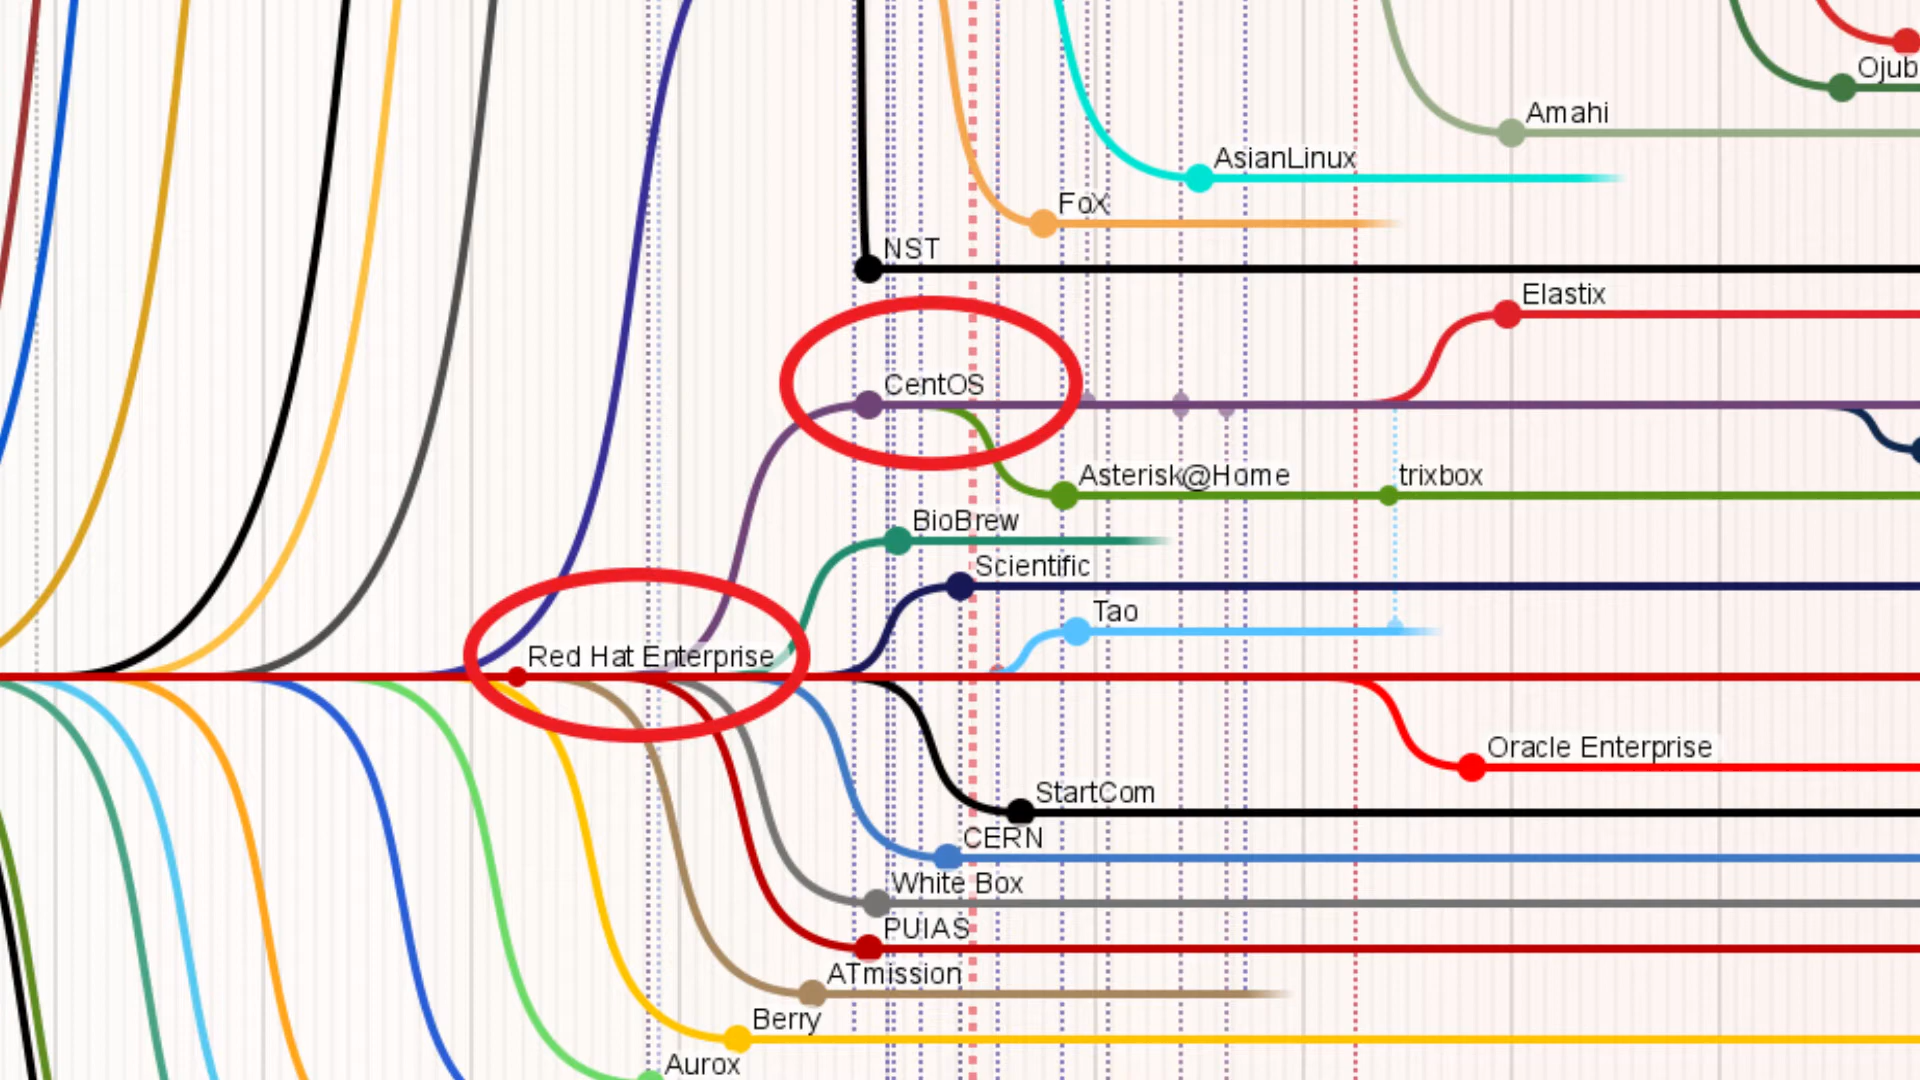 Ojub
Amahi
AsianLinux
FoX
NST
Elastix
CentOS
Asterisk@Home
trixbox
BioBrew
Scientific
Tao
Red Hat Enterprise
Oracle Enterprise
StartCom
CERN
White Box
PUIAS
ATmission
Berry
Aurox